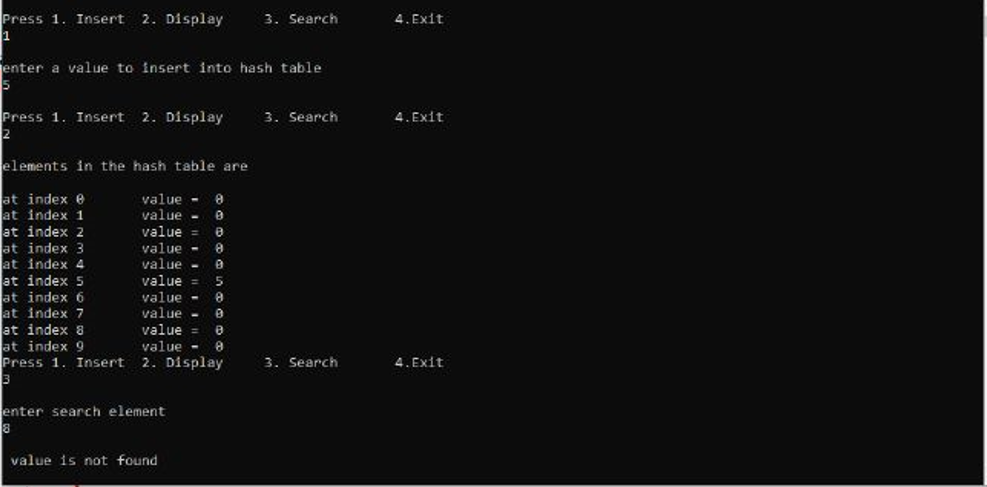 Press 1. Insert  2. Display     3. Search       4.Exit
1
enter a value to insert into hash table
5
Press 1. Insert  2. Display     3. Search       4.Exit
2
elements in the hash table are
at index 0       value =  0
at index 1       value =  0
at index 2       value =  0
at index 3       value =  0
at index 4       value =  0
at index 5       value =  5
at index 6       value =  0
at index 7       value =  0
at index 8       value =  0
at index 9       value =  0
Press 1. Insert  2. Display     3. Search       4.Exit
3
enter search element
8
value is not found